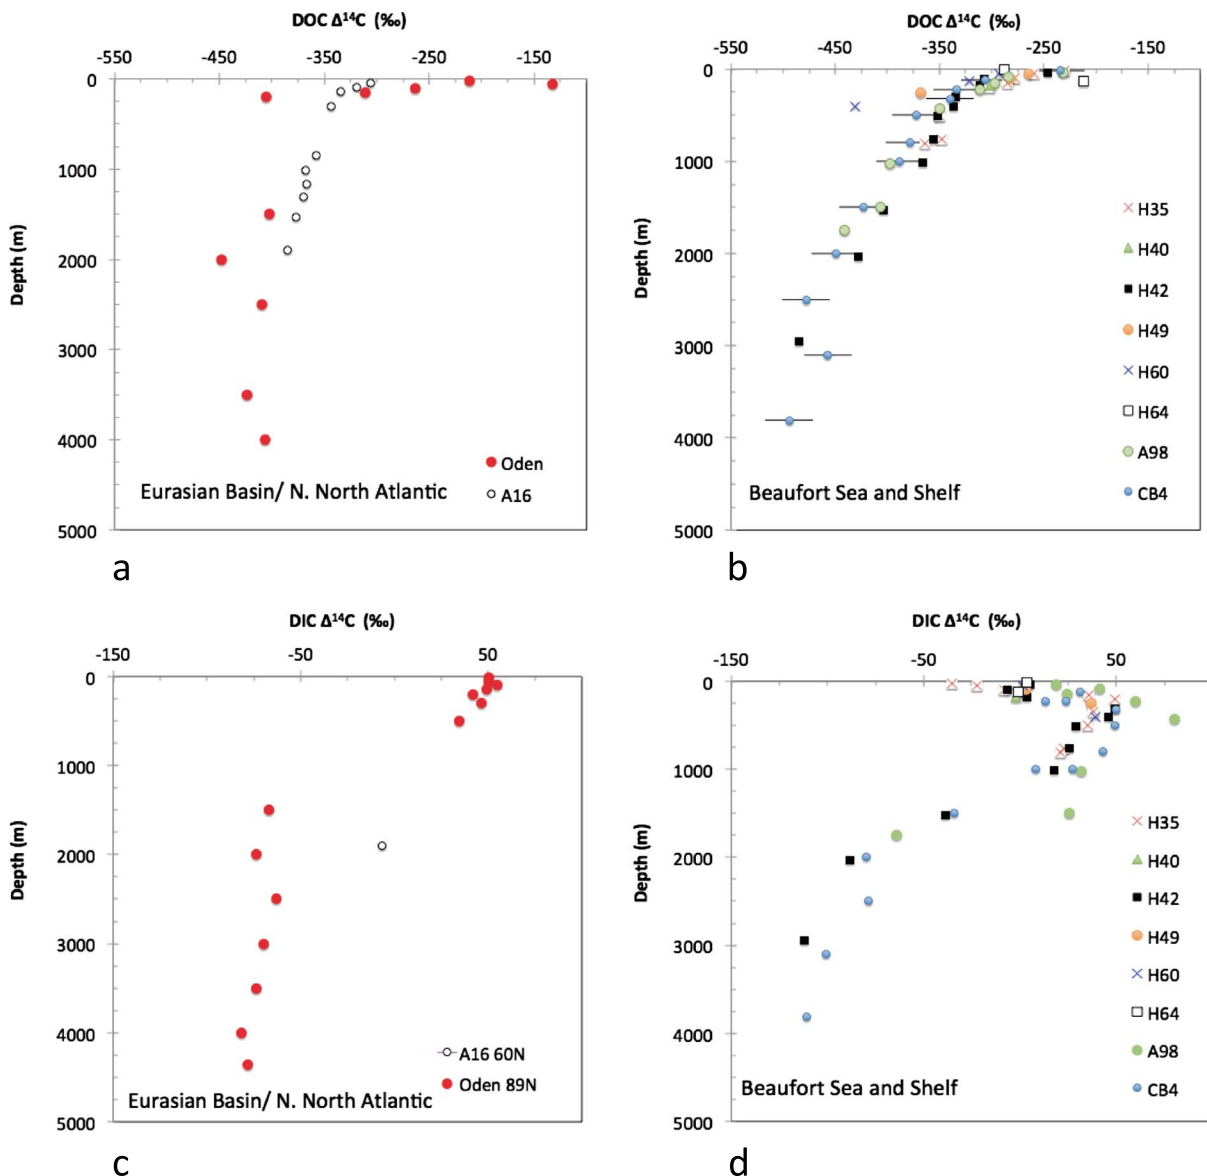 DOC Δ¹⁴C (‰)
-550 -450 -350 -250 -150
0
1000
2000
3000
4000
5000
Depth (m)
Oden
A16
Eurasian Basin/ N. North Atlantic
a
DOC Δ¹⁴C (‰)
-550 -450 -350 -250 -150
0
1000
2000
3000
4000
5000
Depth (m)
H35
H40
H42
H49
H60
H64
A98
CB4
Beaufort Sea and Shelf
b
DIC Δ¹⁴C (‰)
-150 -50 50
0
1000
2000
3000
4000
5000
Depth (m)
A16 60N
Oden 89N
Eurasian Basin/ N. North Atlantic
c
DIC Δ¹⁴C (‰)
-150 -50 50
0
1000
2000
3000
4000
5000
Depth (m)
H35
H40
H42
H49
H60
H64
A98
CB4
Beaufort Sea and Shelf
d